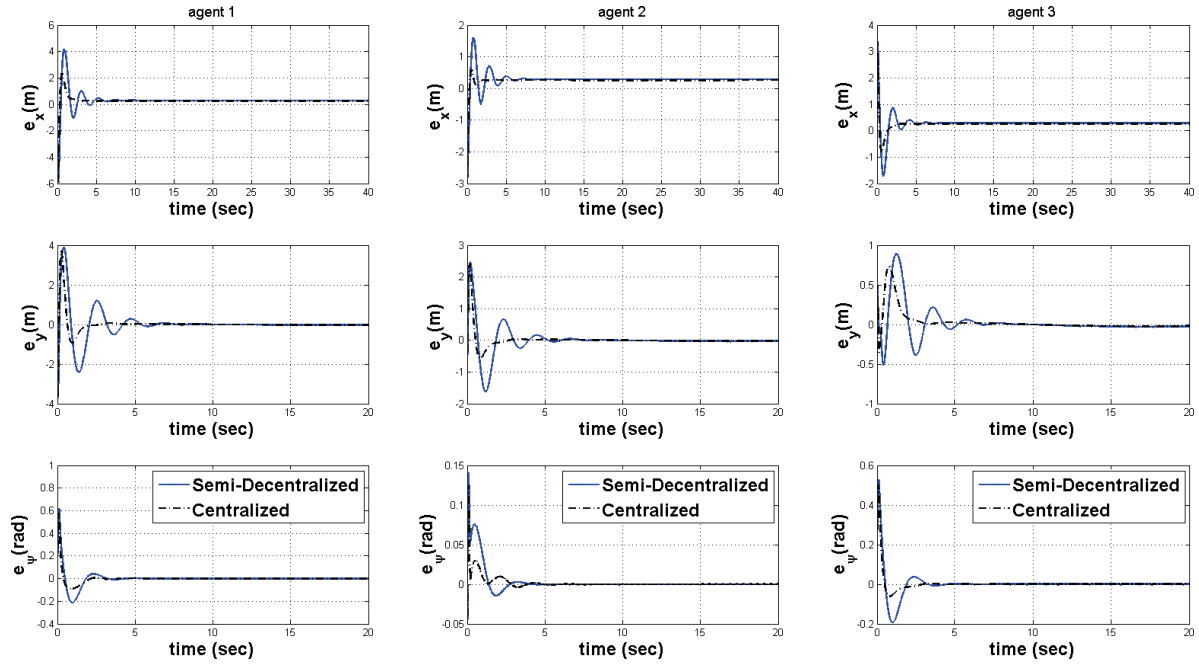 agent 1
6
4
2
0
-2
-4
-6
e_x(m)
0 5 10 15 20 25 30 35 40
time (sec)
agent 2
2
1
0
-1
-2
-3
e_x(m)
0 5 10 15 20 25 30 35 40
time (sec)
agent 3
4
3
2
1
0
-1
-2
e_x(m)
0 5 10 15 20 25 30 35 40
time (sec)
4
2
0
-2
-4
e_y(m)
0 5 10 15 20
time (sec)
3
2
1
0
-1
-2
e_y(m)
0 5 10 15 20
time (sec)
1
0.5
0
-0.5
-1
e_y(m)
0 5 10 15 20
time (sec)
1
0.8
0.6
0.4
0.2
0
-0.2
-0.4
e_ψ(rad)
Semi-Decentralized
Centralized
0 5 10 15 20
time (sec)
0.15
0.1
0.05
0
-0.05
e_ψ(rad)
Semi-Decentralized
Centralized
0 5 10 15 20
time (sec)
0.6
0.4
0.2
0
-0.2
e_ψ(rad)
Semi-Decentralized
Centralized
0 5 10 15 20
time (sec)